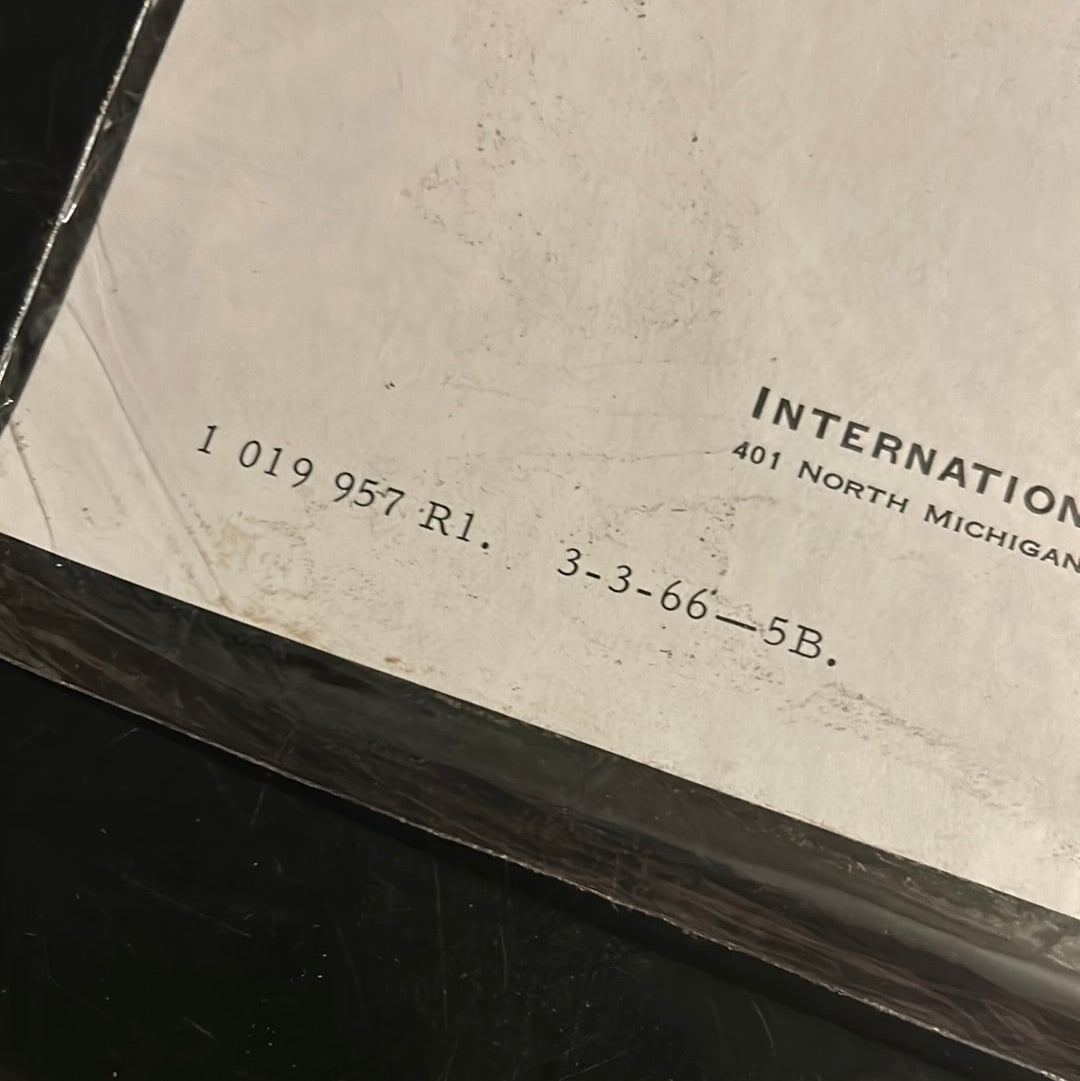 INTERNATION
401 NORTH MICHIGAN
1 019 957 R1. 3-3-66—5B.